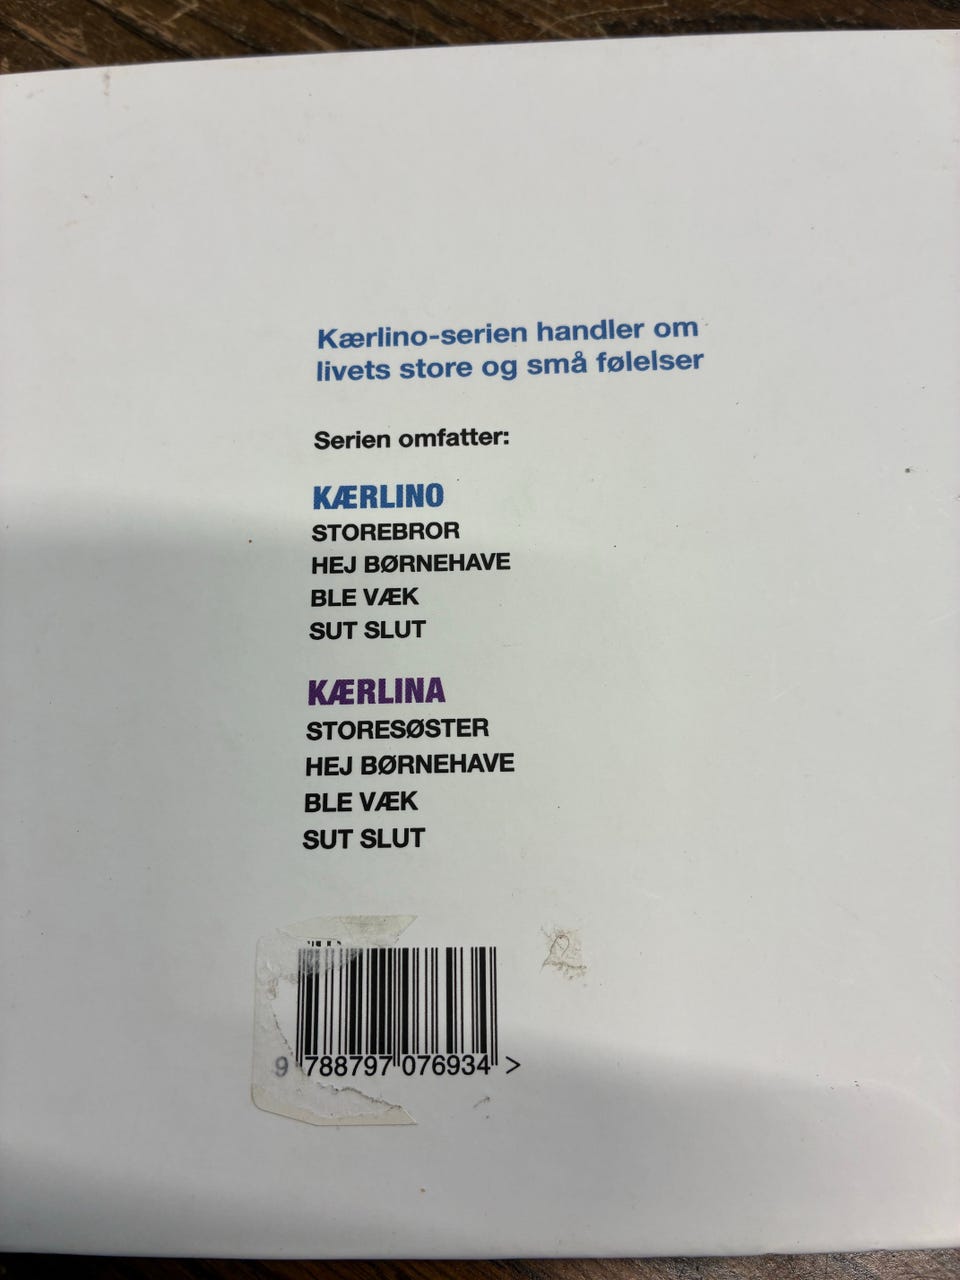 Kærlino-serien handler om
livets store og små følelser
Serien omfatter:
KÆRLINO
STOREBROR
HEJ BØRNEHAVE
BLE VÆK
SUT SLUT
KÆRLINA
STORESØSTER
HEJ BØRNEHAVE
BLE VÆK
SUT SLUT
9 788797 076934 >